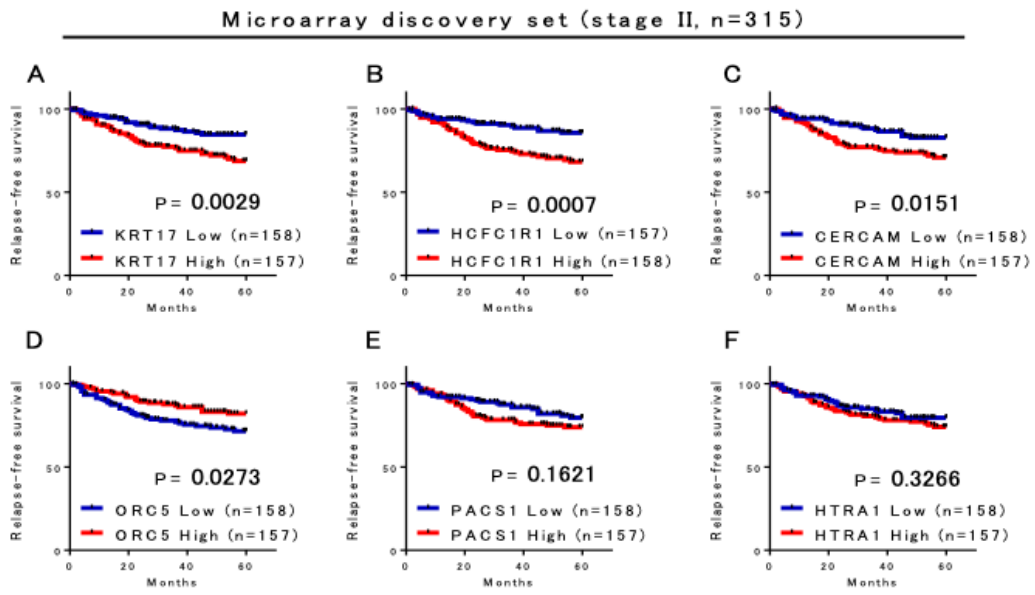 Microarray discovery set (stage II, n=315)
A
Relapse-free survival
100
50
0
P = 0.0029
KRT17 Low (n=158)
KRT17 High (n=157)
0 20 40 60
Months
B
Relapse-free survival
100
50
0
P = 0.0007
HCFC1R1 Low (n=157)
HCFC1R1 High (n=158)
0 20 40 60
Months
C
Relapse-free survival
100
50
0
P = 0.0151
CERCAM Low (n=158)
CERCAM High (n=157)
0 20 40 60
Months
D
Relapse-free survival
100
50
0
P = 0.0273
ORC5 Low (n=158)
ORC5 High (n=157)
0 20 40 60
Months
E
Relapse-free survival
100
50
0
P = 0.1621
PACS1 Low (n=158)
PACS1 High (n=157)
0 20 40 60
Months
F
Relapse-free survival
100
50
0
P = 0.3266
HTRA1 Low (n=158)
HTRA1 High (n=157)
0 20 40 60
Months